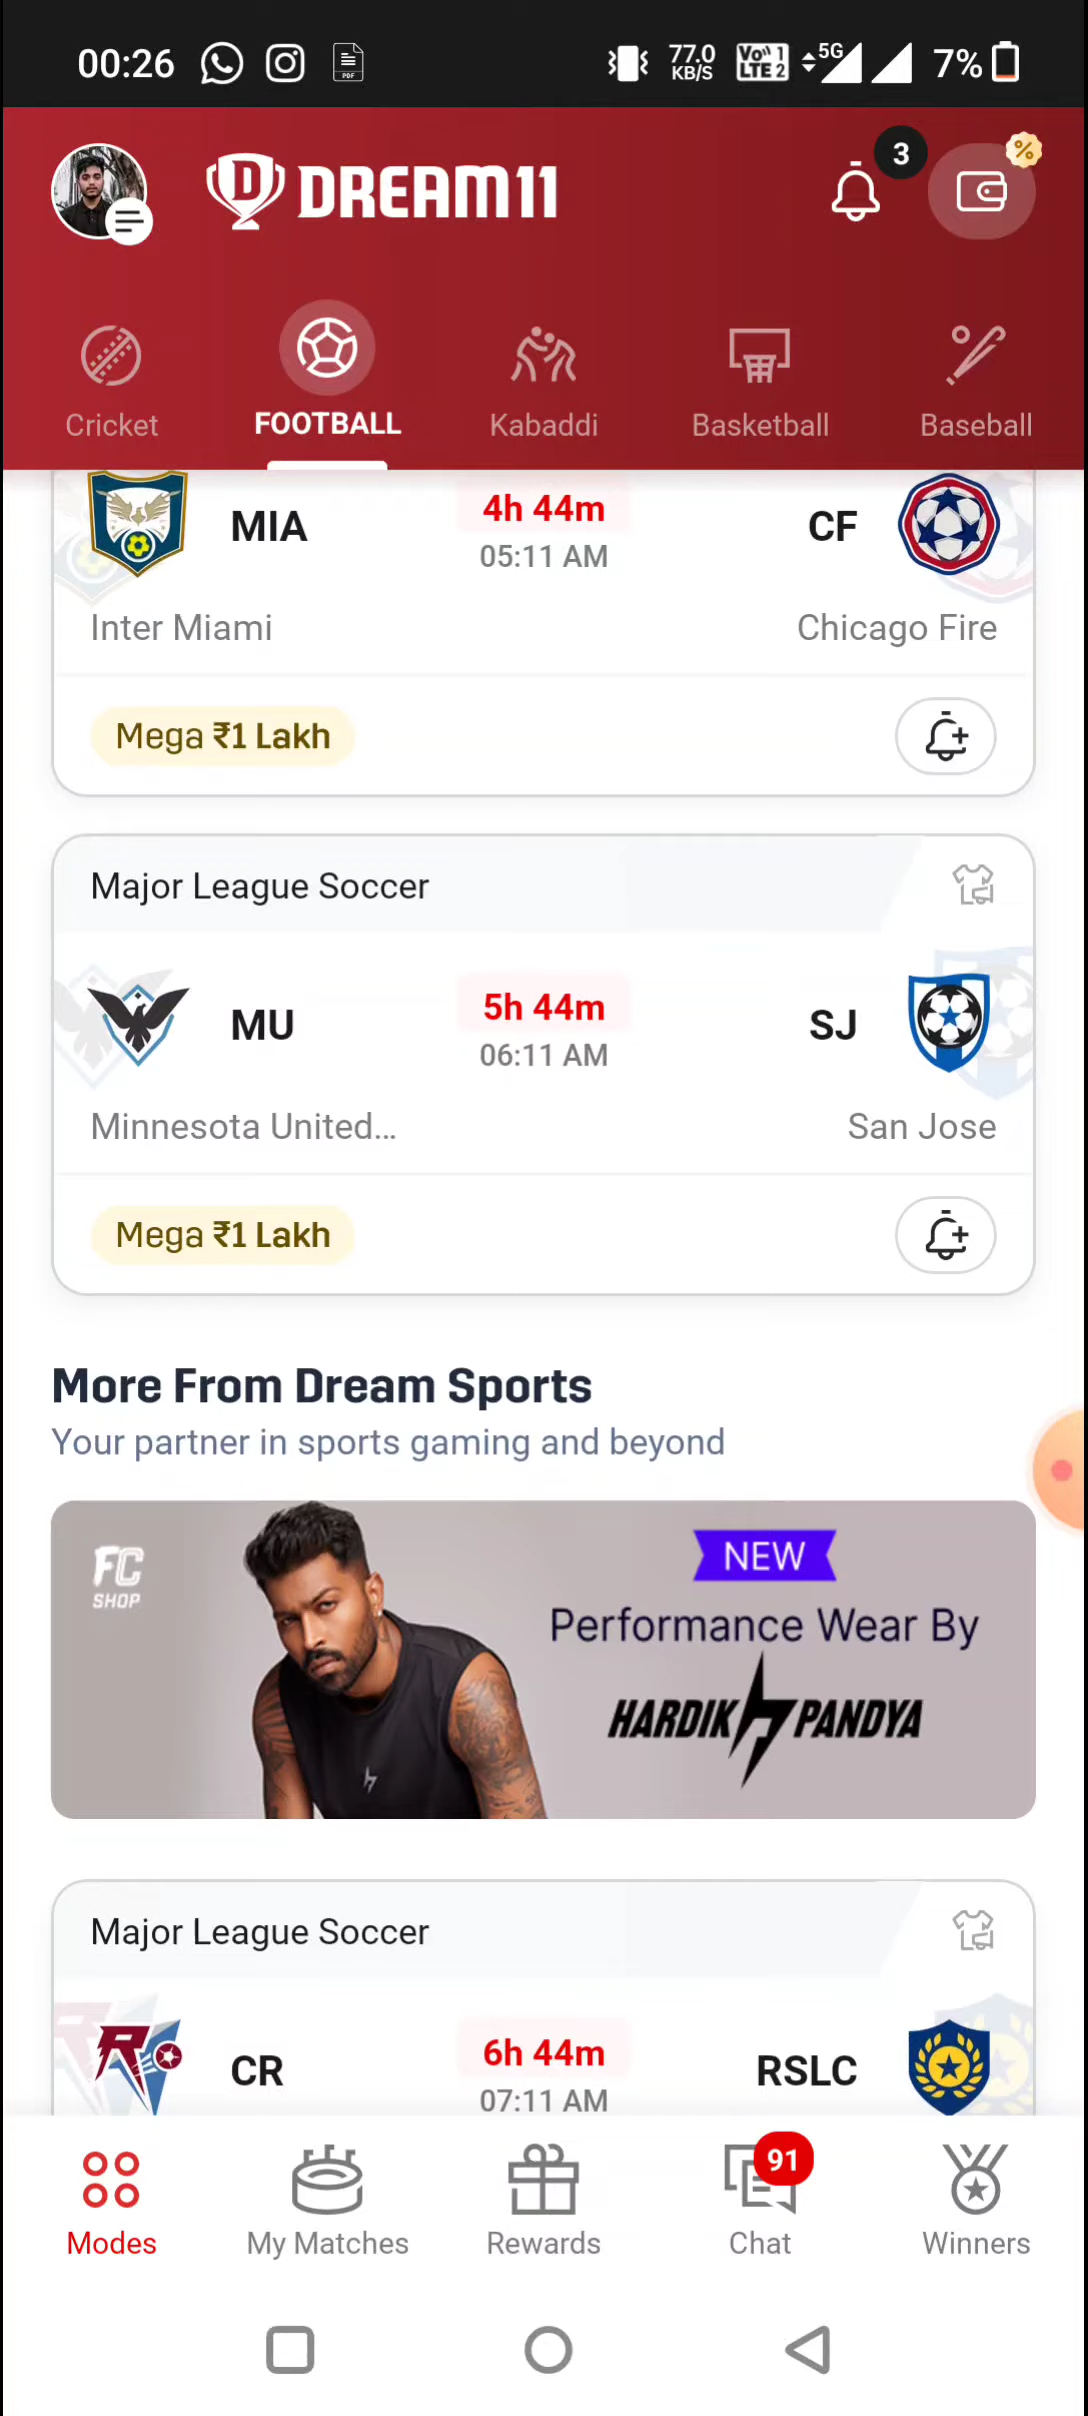 00:26
77.0
KB/S
Vo)) 1
LTE 2
5G
7%
DREAM11
3
%
Cricket
FOOTBALL
Kabaddi
Basketball
Baseball
MIA
4h 44m
05:11 AM
CF
Inter Miami
Chicago Fire
Mega ₹1 Lakh
Major League Soccer
MU
5h 44m
06:11 AM
SJ
Minnesota United...
San Jose
Mega ₹1 Lakh
More From Dream Sports
Your partner in sports gaming and beyond
FC
SHOP
NEW
Performance Wear By
HARDIK PANDYA
Major League Soccer
CR
6h 44m
07:11 AM
RSLC
Modes
My Matches
Rewards
91
Chat
Winners